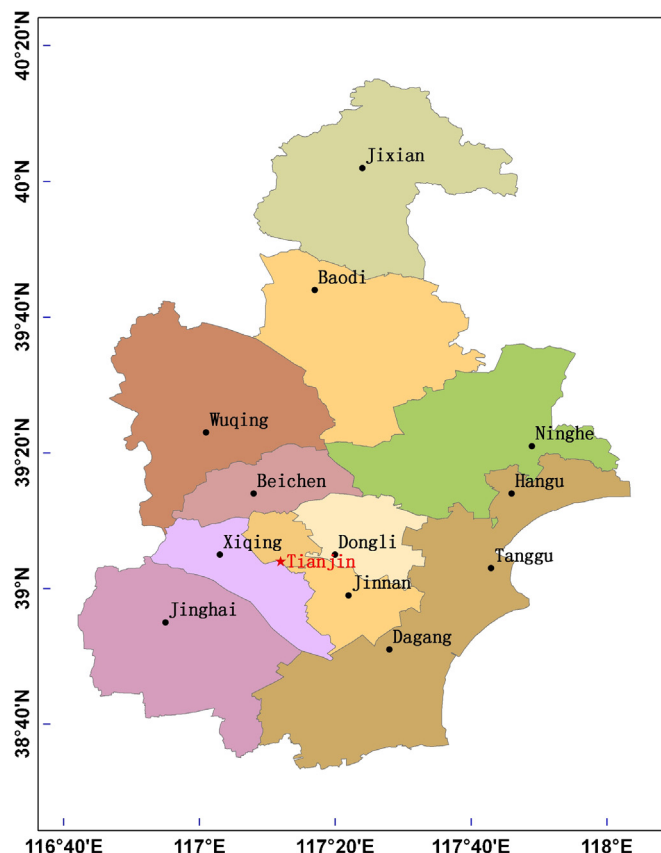 40°20'N
Jixian
40°N
Baodi
39°40'N
Wuqing
Ninghe
39°20'N
Beichen
Hangu
Xiqing
Dongli
Tianjin
Tanggu
39°N
Jinnan
Jinghai
Dagang
38°40'N
116°40'E
117°E
117°20'E
117°40'E
118°E